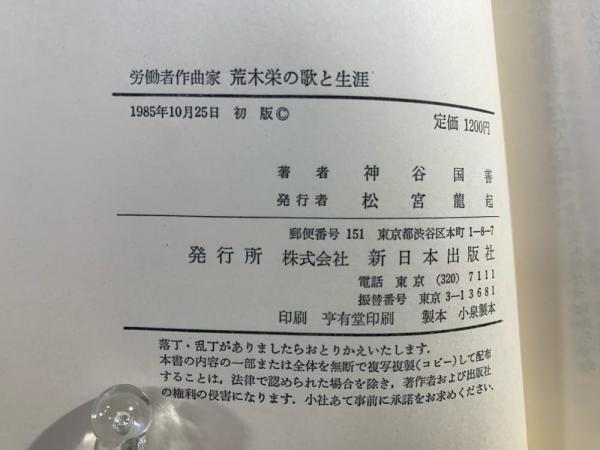 労働者作曲家 荒木栄の歌と生涯
1985年10月25日 初 版 ©
定価 1200円
著 者 神 谷 国 善
発行者 松 宮 龍 起
郵便番号 151 東京都渋谷区本町 1-8-7
発 行 所 株式会社 新 日 本 出 版 社
電話 東京 (320) 7111
振替番号 東京 3-13681
印刷 亨有堂印刷 製本 小泉製本
落丁・乱丁がありましたらおとりかえいたします.
本書の内容の一部または全体を無断で複写複製(コピー)して配布
することは, 法律で認められた場合を除き, 著作者および出版社
の権利の侵害になります. 小社あて事前に承諾をお求めください.